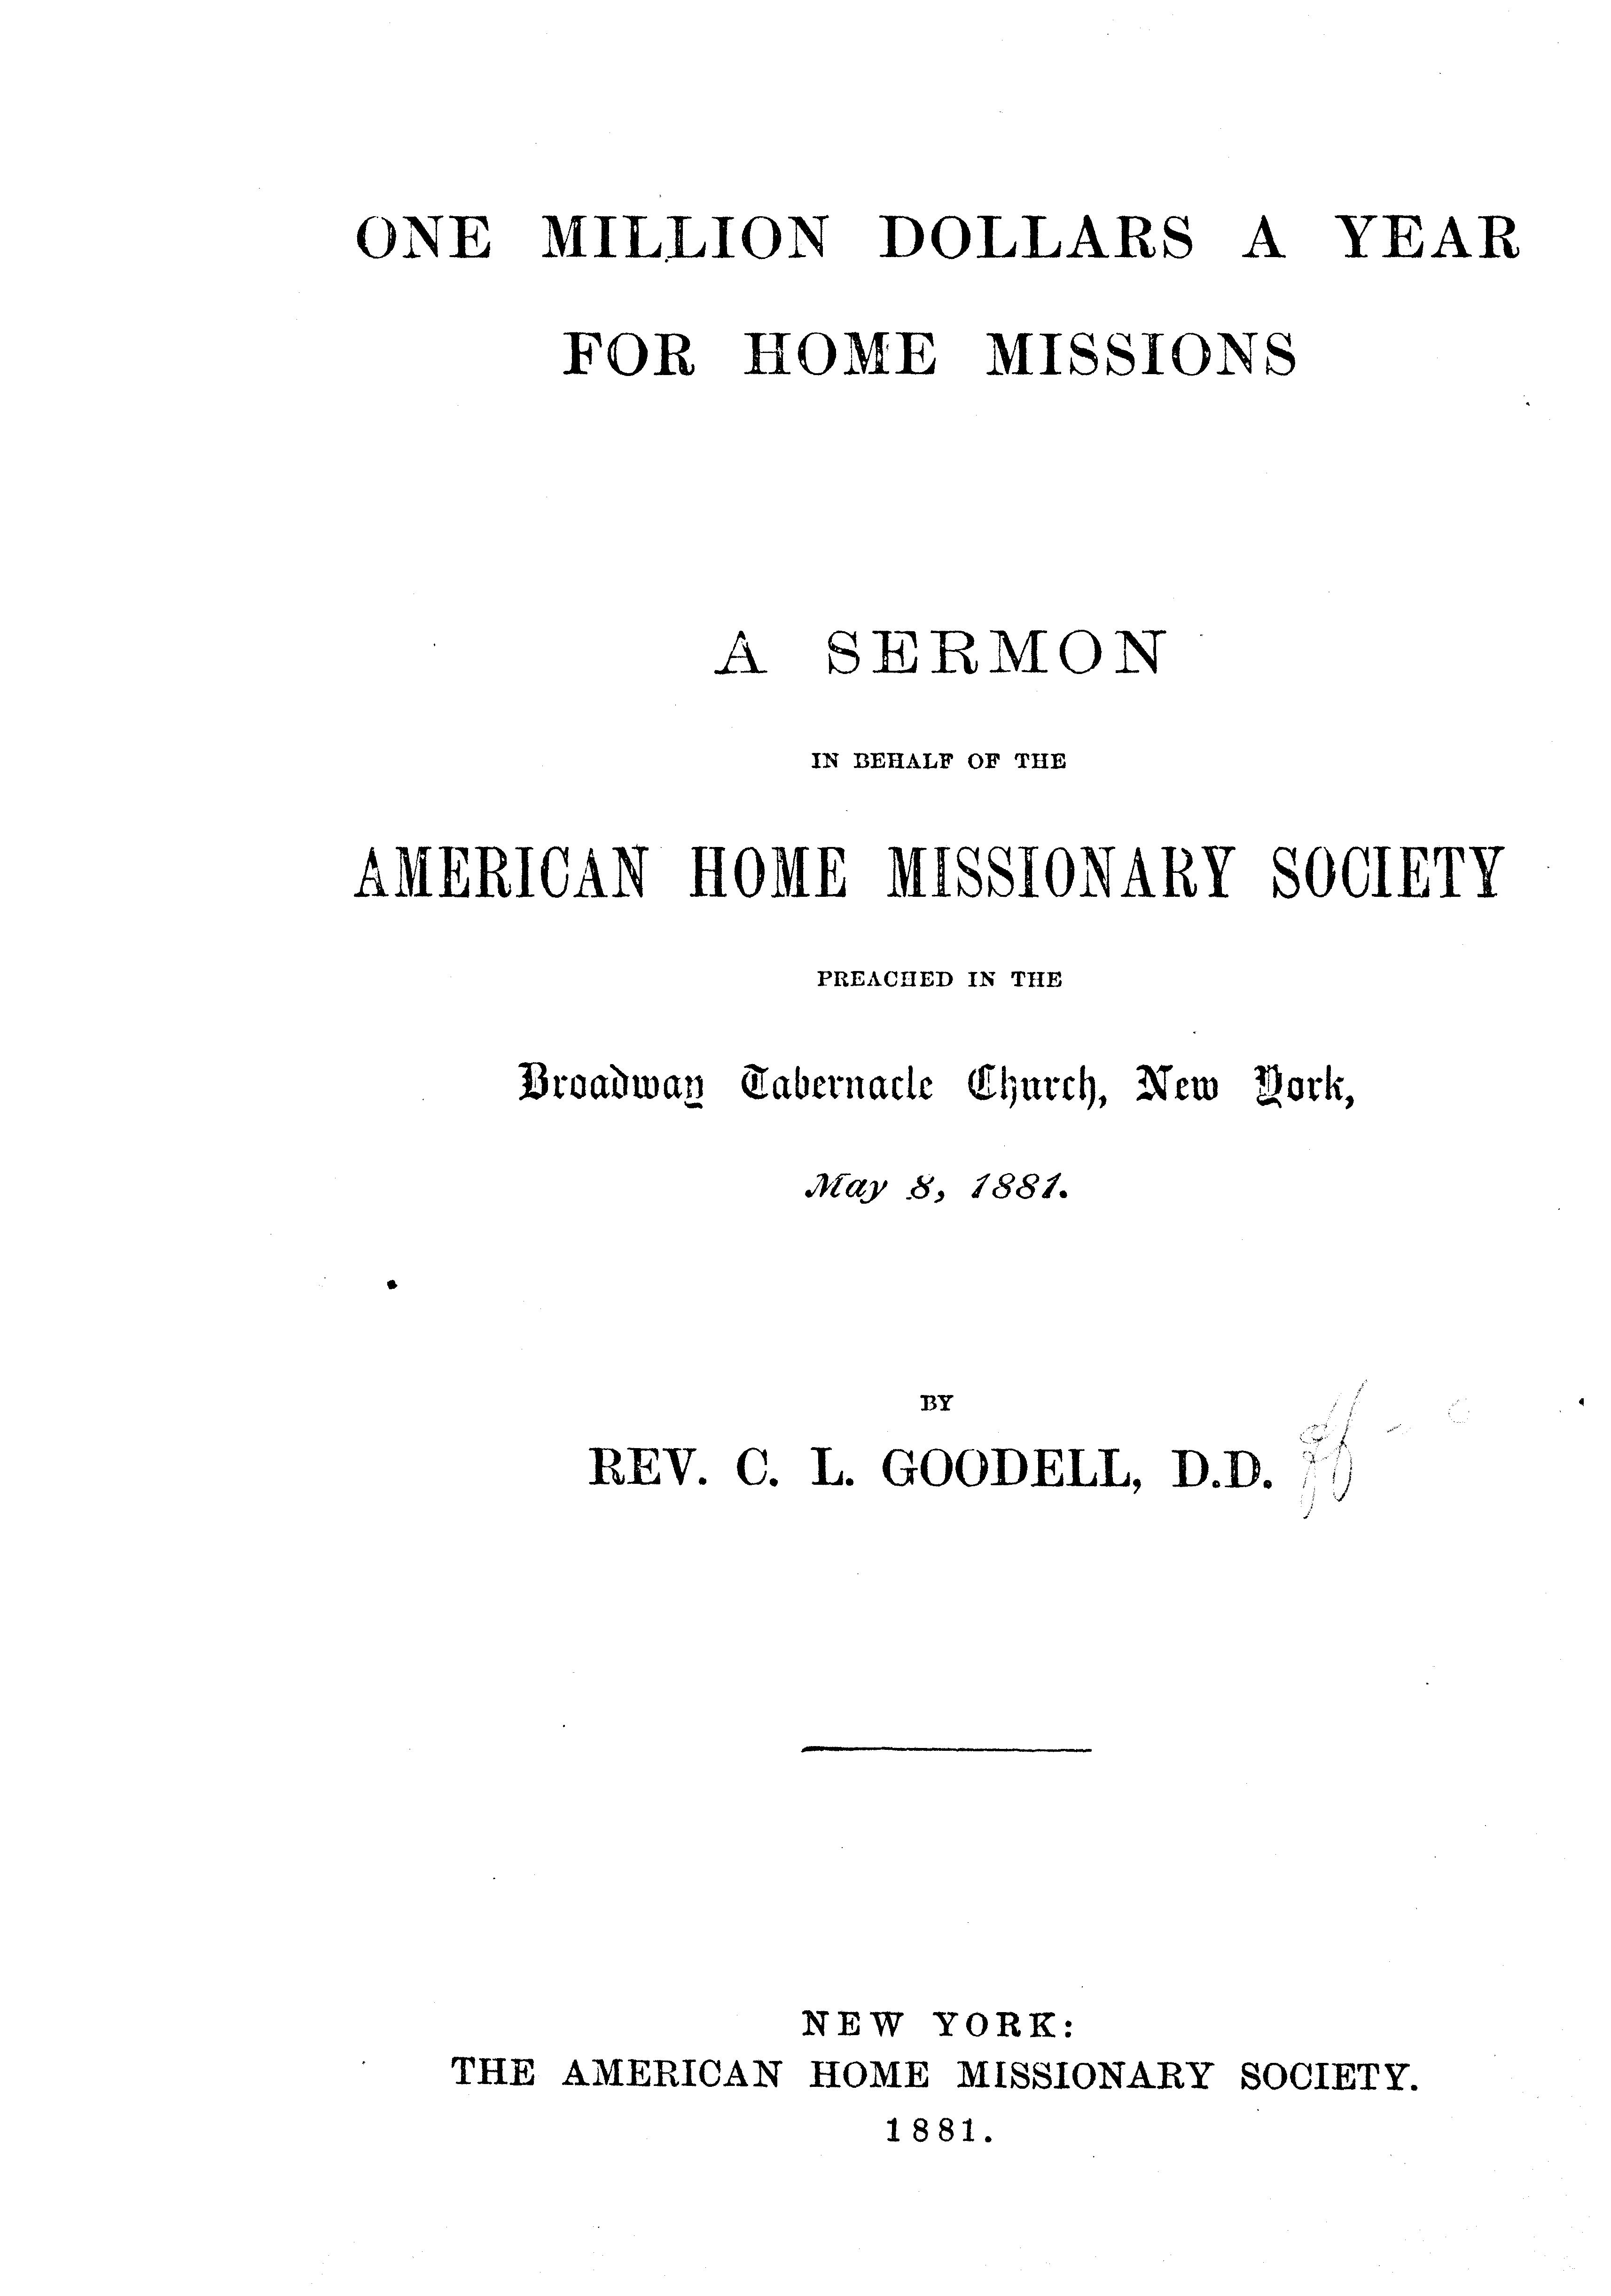 ONE MILLION DOLLARS A YEAR
FOR HOME MISSIONS
A SERMON
IN BEHALF OF THE
AMERICAN HOME MISSIONARY SOCIETY
PREACHED IN THE
Broadway Tabernacle Church, New York,
May 8, 1881.
BY
REV. C. L. GOODELL, D.D.
NEW YORK:
THE AMERICAN HOME MISSIONARY SOCIETY.
1881.